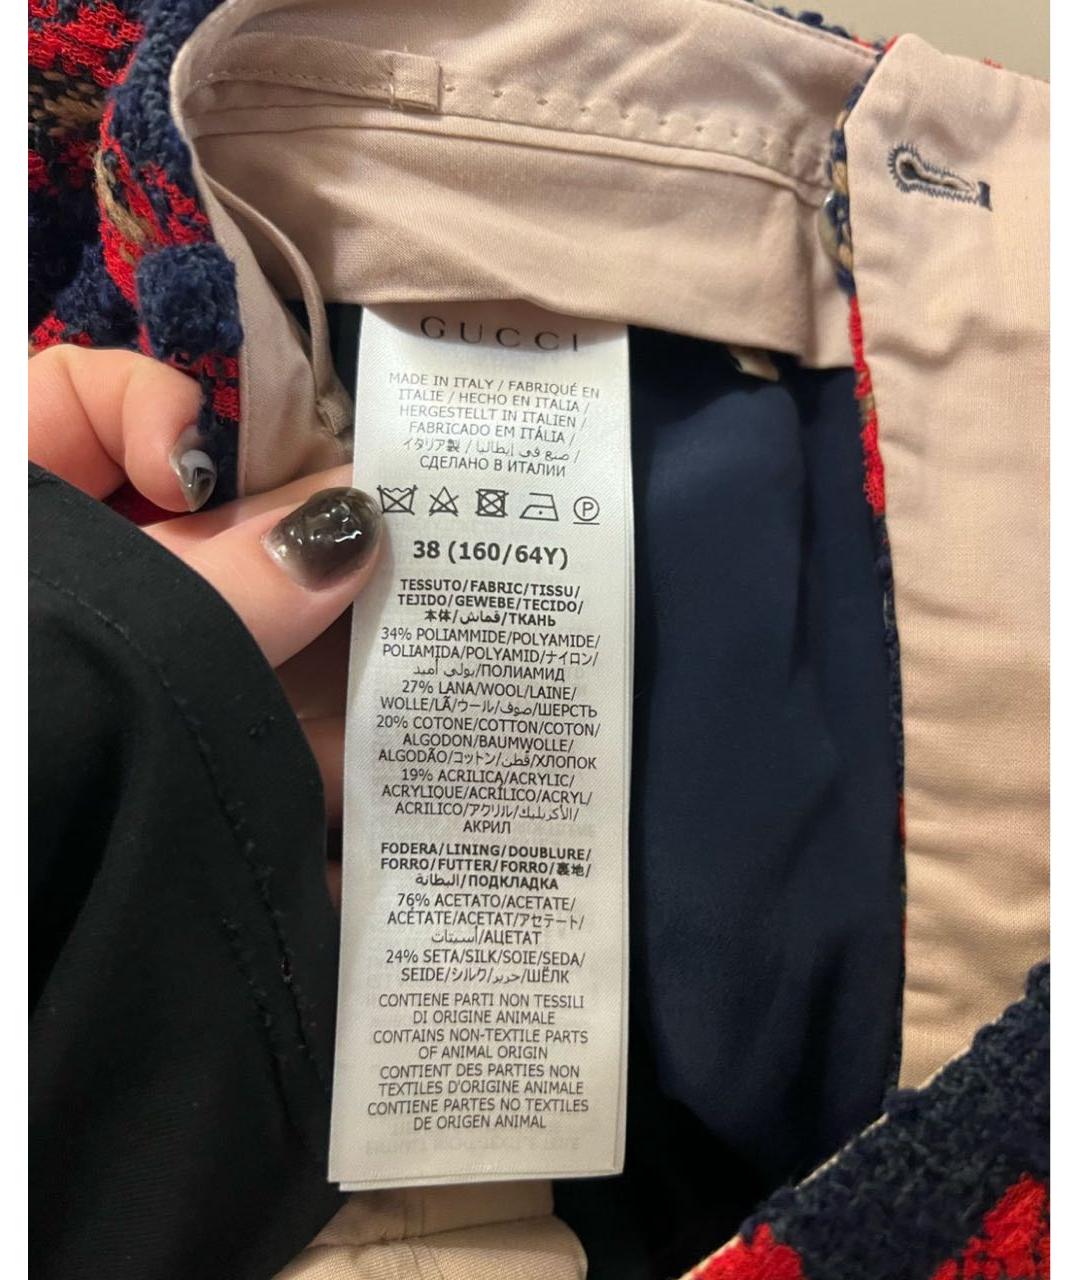 GUCCI
MADE IN ITALY / FABRIQUÉ EN
ITALIE / HECHO EN ITALIA /
HERGESTELLT IN ITALIEN /
FABRICADO EM ITÁLIA /
イタリア製 / صنع في إيطاليا /
СДЕЛАНО В ИТАЛИИ
P
38 (160/64Y)
TESSUTO/FABRIC/TISSU/
TEJIDO/GEWEBE/TECIDO/
本体/قماش/ТКАНЬ
34% POLIAMMIDE/POLYAMIDE/
POLIAMIDA/POLYAMID/ナイロン/
بولي أميد/ПОЛИАМИД
27% LANA/WOOL/LAINE/
WOLLE/LÃ/ウール/صوف/ШЕРСТЬ
20% COTONE/COTTON/COTON/
ALGODON/BAUMWOLLE/
ALGODÃO/コットン/قطن/ХЛОПОК
19% ACRILICA/ACRYLIC/
ACRYLIQUE/ACRÍLICO/ACRYL/
ACRILICO/アクリル/الأكريليك/
АКРИЛ
FODERA/LINING/DOUBLURE/
FORRO/FUTTER/FORRO/裏地/
البطانة/ПОДКЛАДКА
76% ACETATO/ACETATE/
ACÉTATE/ACETAT/アセテート/
أسيتات/АЦЕТАТ
24% SETA/SILK/SOIE/SEDA/
SEIDE/シルク/حرير/ШЁЛК
CONTIENE PARTI NON TESSILI
DI ORIGINE ANIMALE
CONTAINS NON-TEXTILE PARTS
OF ANIMAL ORIGIN
CONTIENT DES PARTIES NON
TEXTILES D'ORIGINE ANIMALE
CONTIENE PARTES NO TEXTILES
DE ORIGEN ANIMAL